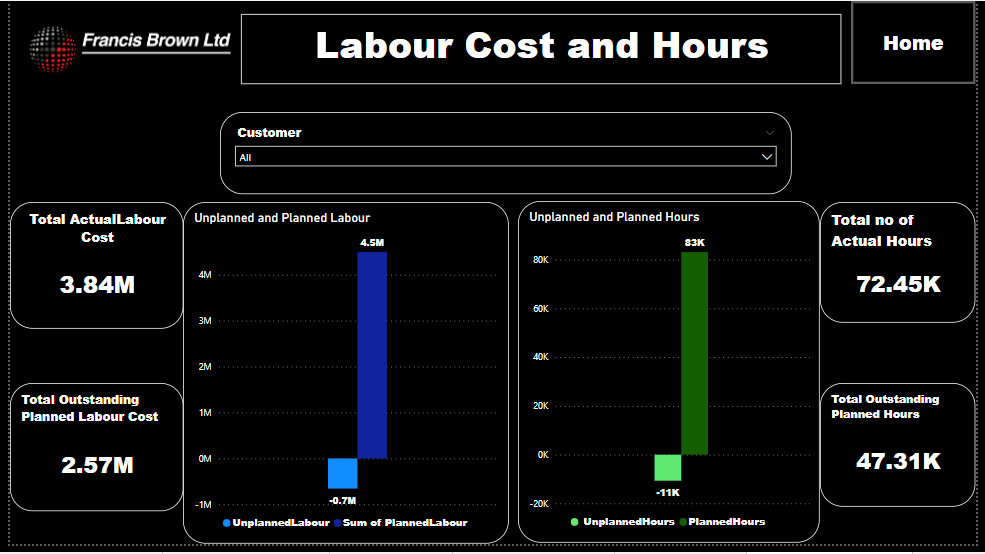 Francis Brown Ltd
Labour Cost and Hours
Home
Customer
All
Total ActualLabour
Cost
3.84M
Unplanned and Planned Labour
4.5M
4M
3M
2M
1M
0M
-0.7M
-1M
UnplannedLabour Sum of PlannedLabour
Unplanned and Planned Hours
83K
80K
60K
40K
20K
0K
-11K
-20K
UnplannedHours PlannedHours
Total no of
Actual Hours
72.45K
Total Outstanding
Planned Labour Cost
2.57M
Total Outstanding
Planned Hours
47.31K